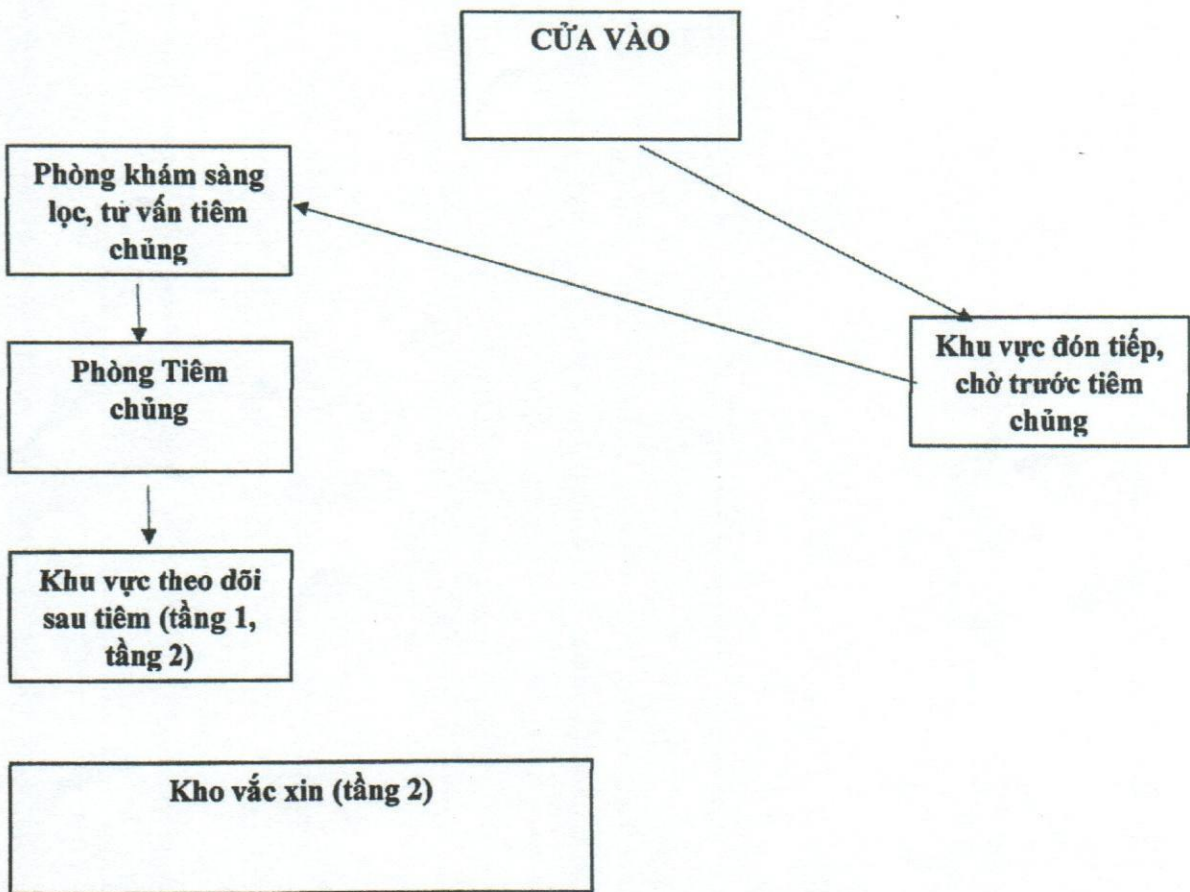 CỬA VÀO
Phòng khám sàng
lọc, tư vấn tiêm
chủng
Khu vực đón tiếp,
chờ trước tiêm
chủng
Phòng Tiêm
chủng
Khu vực theo dõi
sau tiêm (tầng 1,
tầng 2)
Kho vắc xin (tầng 2)